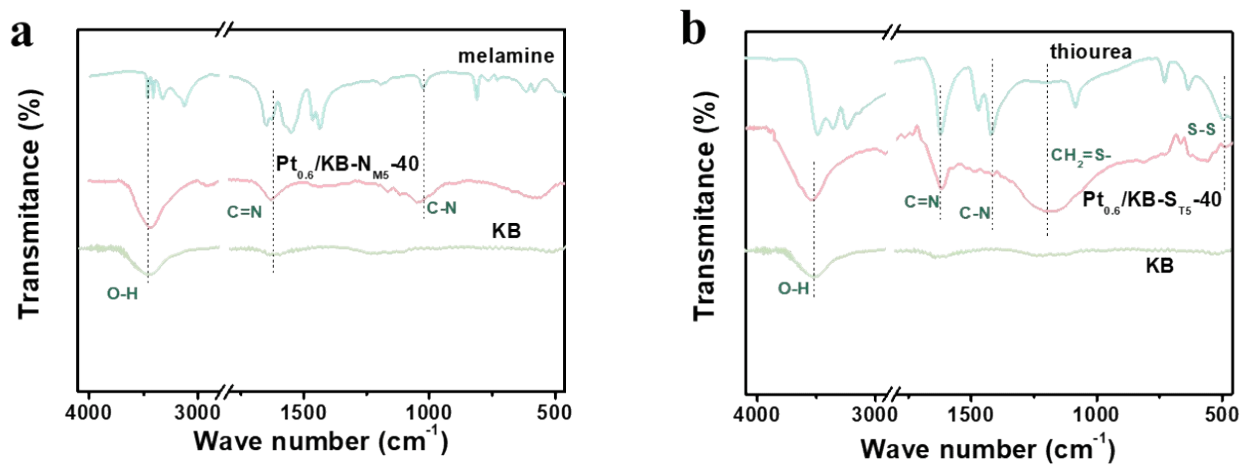 a
Transmitance (%)
melamine
Pt0.6/KB-NM5-40
C=N
C-N
KB
O-H
4000 3000 1500 1000 500
Wave number (cm-1)
b
Transmitance (%)
thiourea
S-S
CH2=S-
C=N
C-N
Pt0.6/KB-ST5-40
KB
O-H
4000 3000 1500 1000 500
Wave number (cm-1)